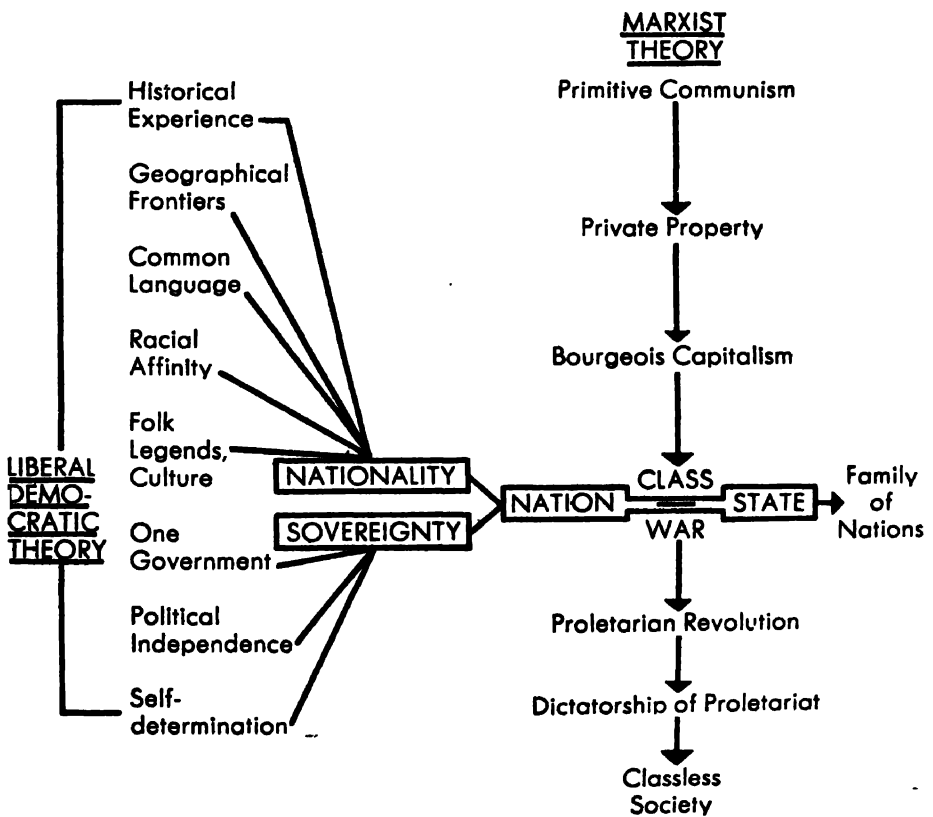 MARXIST
THEORY
Primitive Communism
Private Property
Bourgeois Capitalism
CLASS
WAR
Proletarian Revolution
Dictatorship of Proletariat
Classless
Society
LIBERAL
DEMO-
CRATIC
THEORY
Historical
Experience
Geographical
Frontiers
Common
Language
Racial
Affinity
Folk
Legends,
Culture
NATIONALITY
SOVEREIGNTY
One
Government
Political
Independence
Self-
determination
NATION
STATE
Family
of
Nations